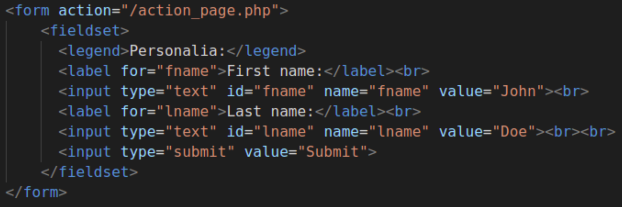 <form action="/action_page.php">
<fieldset>
<legend>Personalia:</legend>
<label for="fname">First name:</label><br>
<input type="text" id="fname" name="fname" value="John"><br>
<label for="lname">Last name:</label><br>
<input type="text" id="lname" name="lname" value="Doe"><br><br>
<input type="submit" value="Submit">
</fieldset>
</form>